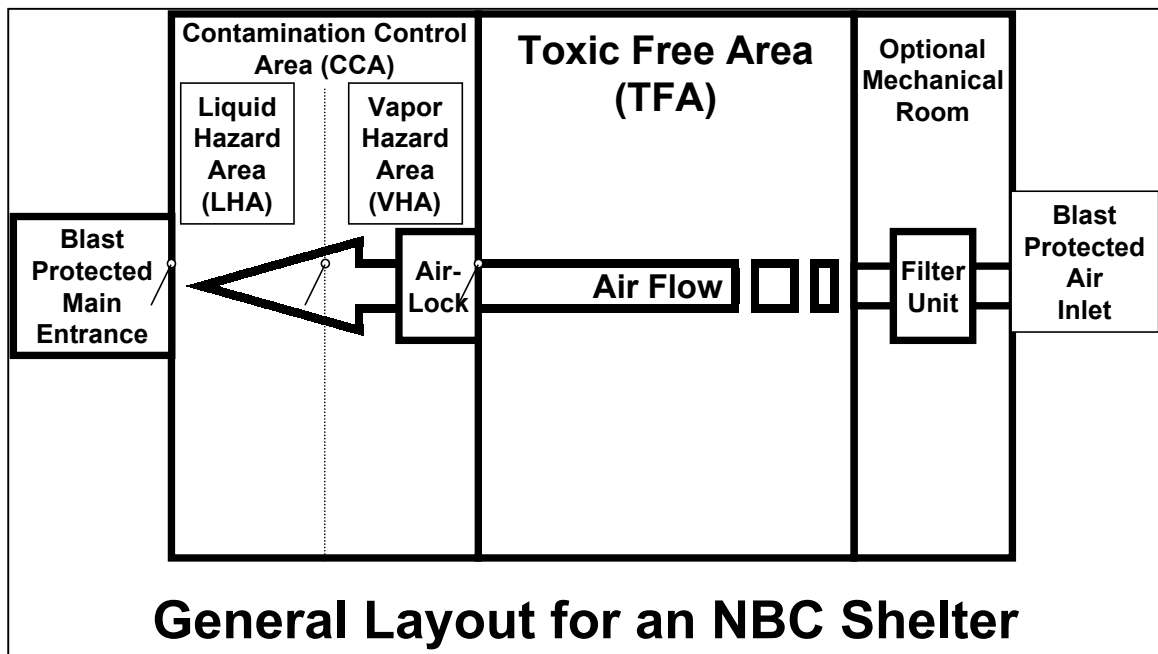 Contamination Control
Area (CCA)
Liquid
Hazard
Area
(LHA)
Vapor
Hazard
Area
(VHA)
Toxic Free Area
(TFA)
Optional
Mechanical
Room
Blast
Protected
Main
Entrance
Air-
Lock
Air Flow
Filter
Unit
Blast
Protected
Air
Inlet
General Layout for an NBC Shelter